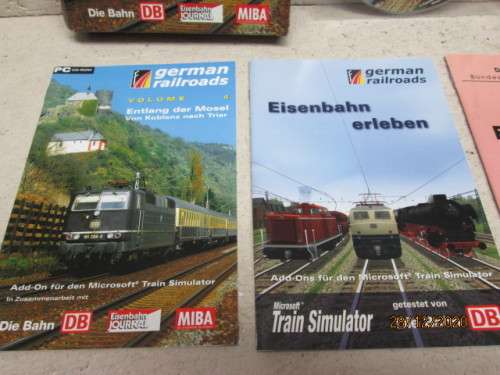 Die Bahn DB Eisenbahn JOURNAL MIBA
PC CD-ROM
german
railroads
VOLUME 4
Entlang der Mosel
Von Koblenz nach Trier
Add-On für den Microsoft® Train Simulator
In Zusammenarbeit mit
Die Bahn DB Eisenbahn JOURNAL MIBA
german
railroads
Eisenbahn
erleben
Add-Ons für den Microsoft® Train Simulator
Microsoft®
Train Simulator
getestet von
DB
28/12/2020